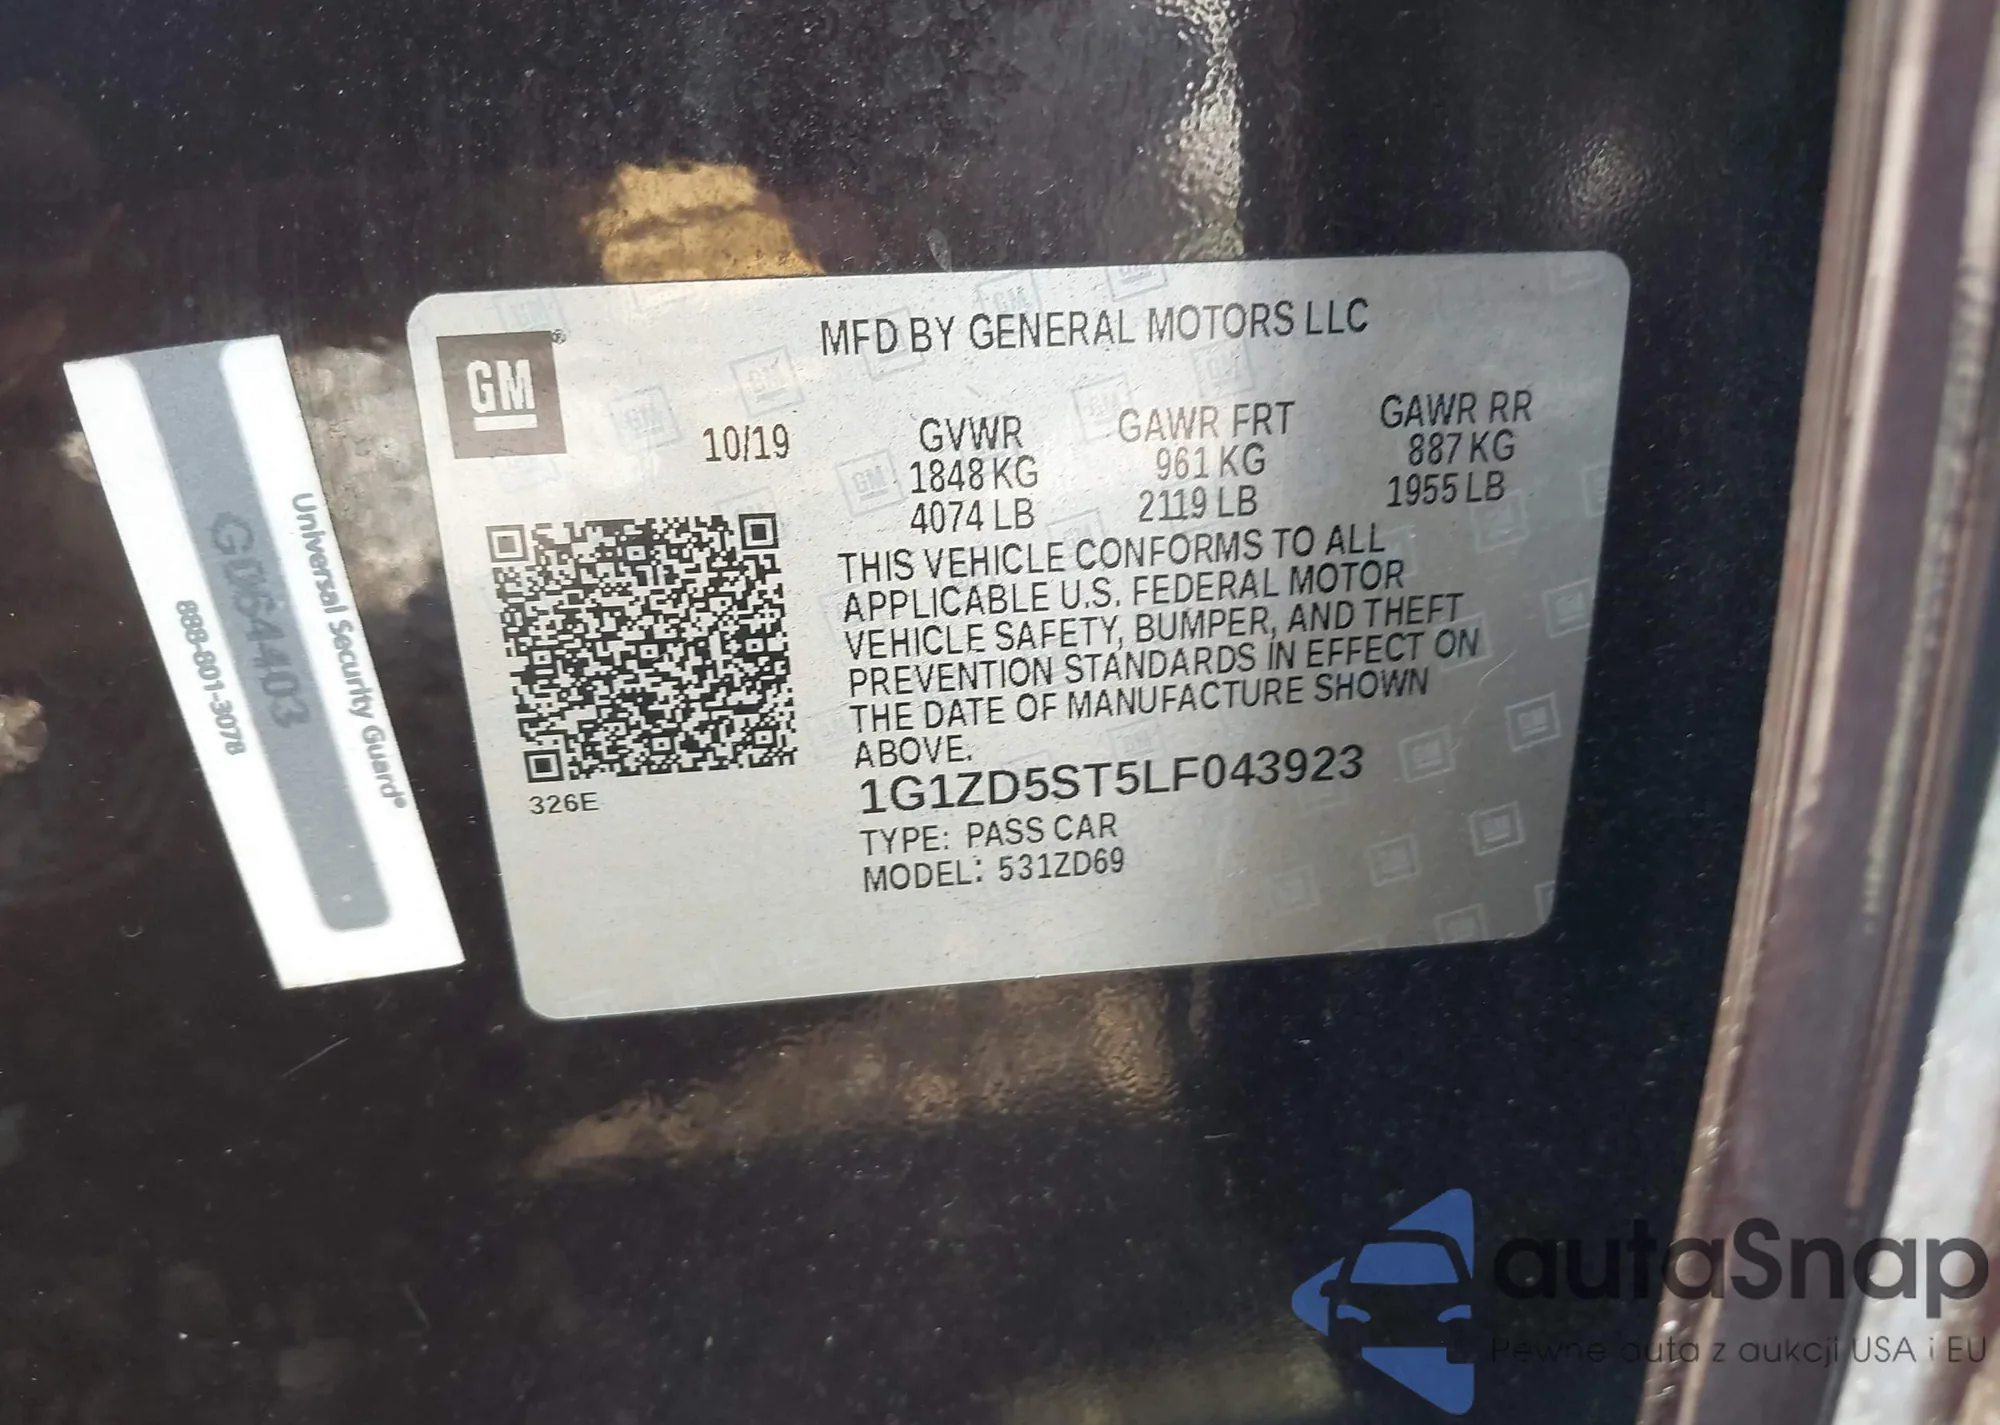 MFD BY GENERAL MOTORS LLC
GM®
10/19
GVWR
1848 KG
4074 LB
GAWR FRT
961 KG
2119 LB
GAWR RR
887 KG
1955 LB
THIS VEHICLE CONFORMS TO ALL
APPLICABLE U.S. FEDERAL MOTOR
VEHICLE SAFETY, BUMPER, AND THEFT
PREVENTION STANDARDS IN EFFECT ON
THE DATE OF MANUFACTURE SHOWN
ABOVE.
1G1ZD5ST5LF043923
TYPE: PASS CAR
MODEL: 531ZD69
326E
Universal Security Guard®
GD64403
888-801-3078
autaSnap
Pewne auta z aukcji USA i EU